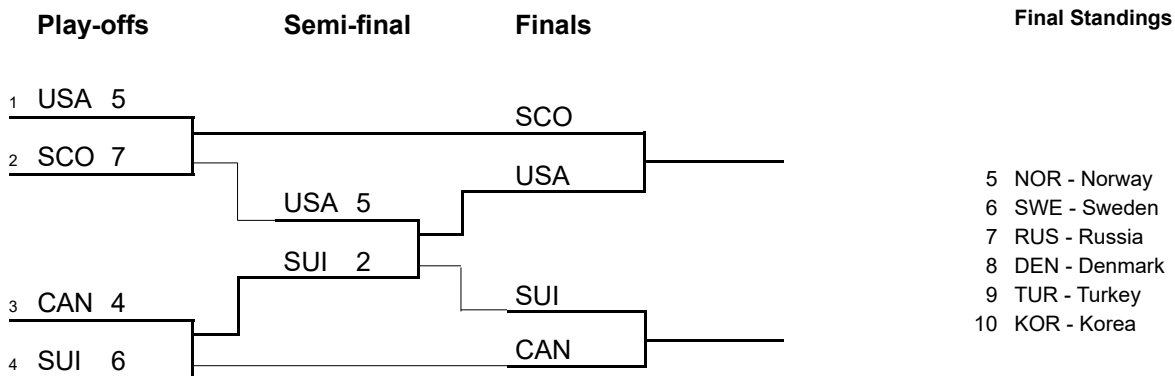 Play-offs Semi-final Finals Final Standings
1 USA 5
SCO
2 SCO 7
USA
5 NOR - Norway
USA 5
6 SWE - Sweden
7 RUS - Russia
SUI 2
8 DEN - Denmark
3 CAN 4
SUI
9 TUR - Turkey
10 KOR - Korea
CAN
4 SUI 6